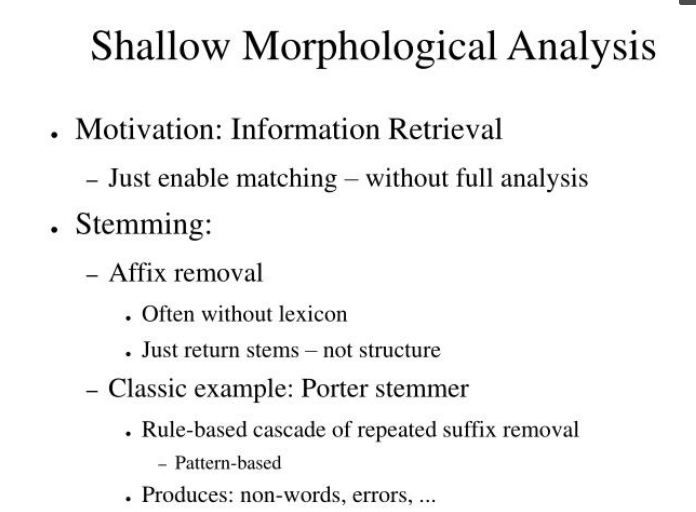 Shallow Morphological Analysis
• Motivation: Information Retrieval
– Just enable matching – without full analysis
• Stemming:
– Affix removal
• Often without lexicon
• Just return stems – not structure
– Classic example: Porter stemmer
• Rule-based cascade of repeated suffix removal
– Pattern-based
• Produces: non-words, errors, ...